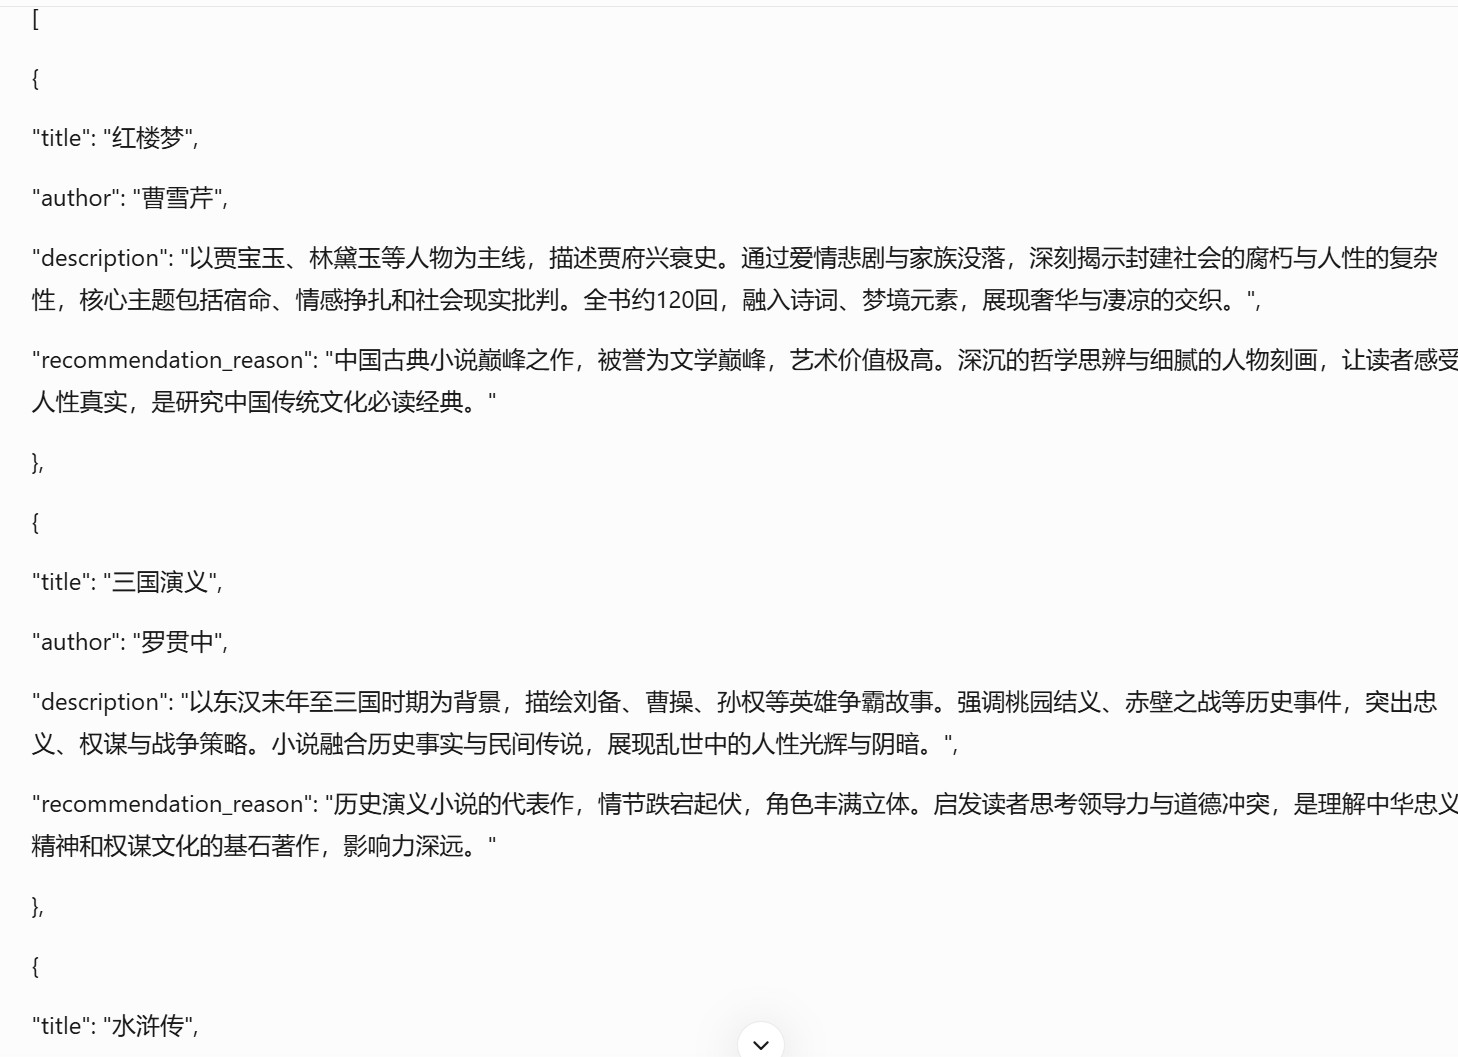 [
{
"title": "红楼梦",
"author": "曹雪芹",
"description": "以贾宝玉、林黛玉等人物为主线，描述贾府兴衰史。通过爱情悲剧与家族没落，深刻揭示封建社会的腐朽与人性的复杂
性，核心主题包括宿命、情感挣扎和社会现实批判。全书约120回，融入诗词、梦境元素，展现奢华与凄凉的交织。",
"recommendation_reason": "中国古典小说巅峰之作，被誉为文学巅峰，艺术价值极高。深沉的哲学思辨与细腻的人物刻画，让读者感受
人性真实，是研究中国传统文化必读经典。"
},
{
"title": "三国演义",
"author": "罗贯中",
"description": "以东汉末年至三国时期为背景，描绘刘备、曹操、孙权等英雄争霸故事。强调桃园结义、赤壁之战等历史事件，突出忠
义、权谋与战争策略。小说融合历史事实与民间传说，展现乱世中的人性光辉与阴暗。",
"recommendation_reason": "历史演义小说的代表作，情节跌宕起伏，角色丰满立体。启发读者思考领导力与道德冲突，是理解中华忠义
精神和权谋文化的基石著作，影响力深远。"
},
{
"title": "水浒传",